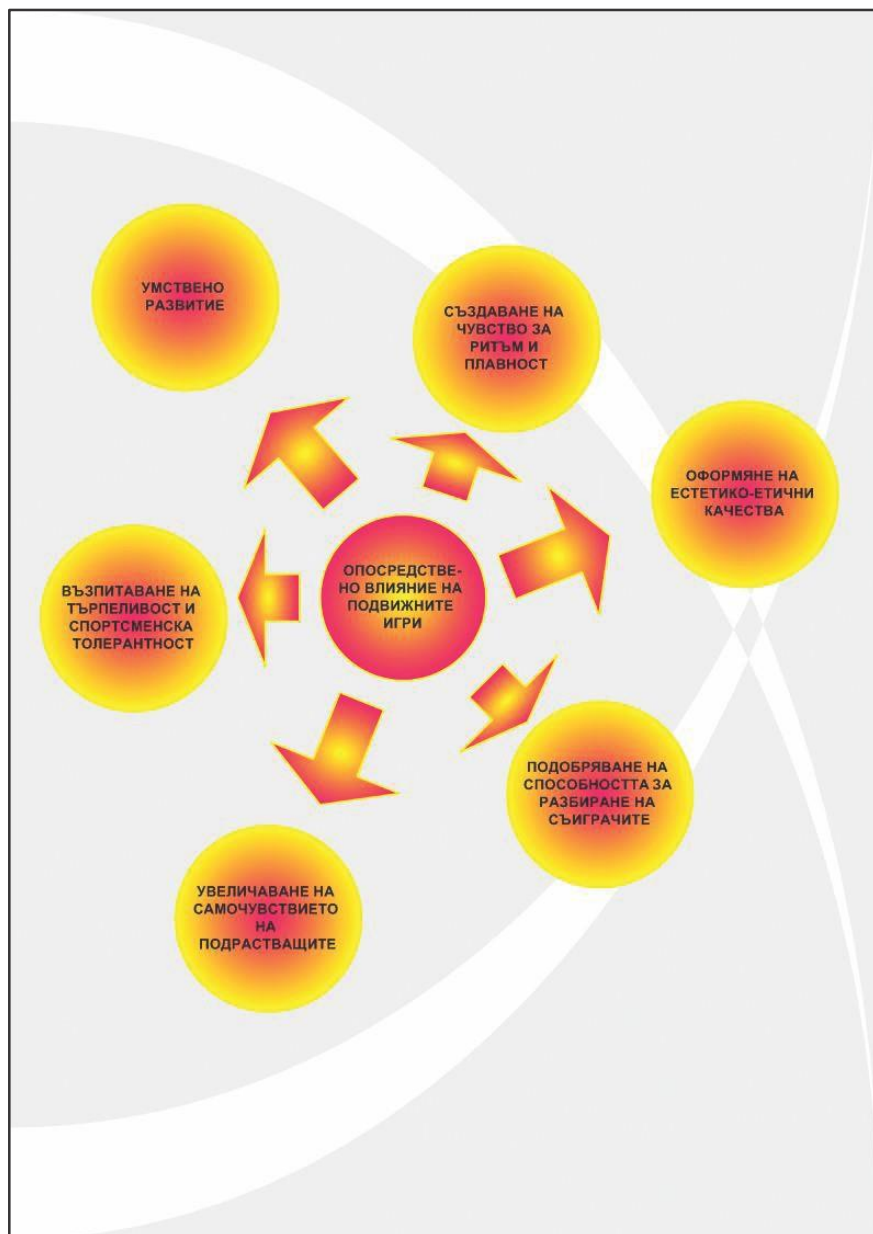 УМСТВЕНО
РАЗВИТИЕ
СЪЗДАВАНЕ НА
ЧУВСТВО ЗА
РИТЪМ И
ПЛАВНОСТ
ОФОРМЯНЕ НА
ЕСТЕТИКО-ЕТИЧНИ
КАЧЕСТВА
ОПОСРЕДСТВЕ-
НО ВЛИЯНИЕ НА
ПОДВИЖНИТЕ
ИГРИ
ВЪЗПИТАВАНЕ НА
ТЪРПЕЛИВОСТ И
СПОРТСМЕНСКА
ТОЛЕРАНТНОСТ
ПОДОБРЯВАНЕ НА
СПОСОБНОСТТА ЗА
РАЗБИРАНЕ НА
СЪИГРАЧИТЕ
УВЕЛИЧАВАНЕ НА
САМОЧУВСТВИЕТО
НА
ПОДРАСТВАЩИТЕ